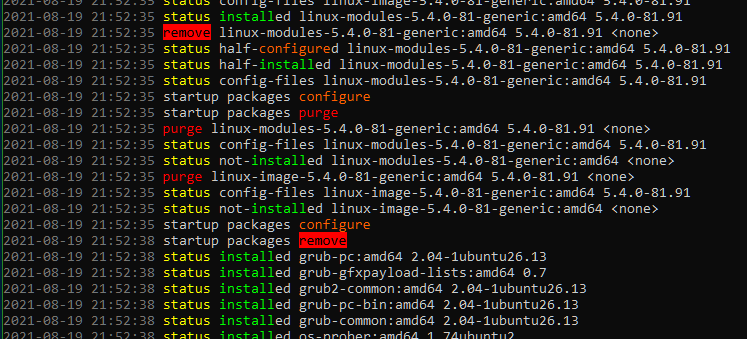 2021-08-19 21:52:35 status config-files linux-image-5.4.0-81-generic:amd64 5.4.0-81.91
2021-08-19 21:52:35 status installed linux-modules-5.4.0-81-generic:amd64 5.4.0-81.91
2021-08-19 21:52:35 remove linux-modules-5.4.0-81-generic:amd64 5.4.0-81.91 <none>
2021-08-19 21:52:35 status half-configured linux-modules-5.4.0-81-generic:amd64 5.4.0-81.91
2021-08-19 21:52:35 status half-installed linux-modules-5.4.0-81-generic:amd64 5.4.0-81.91
2021-08-19 21:52:35 status config-files linux-modules-5.4.0-81-generic:amd64 5.4.0-81.91
2021-08-19 21:52:35 startup packages configure
2021-08-19 21:52:35 startup packages purge
2021-08-19 21:52:35 purge linux-modules-5.4.0-81-generic:amd64 5.4.0-81.91 <none>
2021-08-19 21:52:35 status config-files linux-modules-5.4.0-81-generic:amd64 5.4.0-81.91
2021-08-19 21:52:35 status not-installed linux-modules-5.4.0-81-generic:amd64 <none>
2021-08-19 21:52:35 purge linux-image-5.4.0-81-generic:amd64 5.4.0-81.91 <none>
2021-08-19 21:52:35 status config-files linux-image-5.4.0-81-generic:amd64 5.4.0-81.91
2021-08-19 21:52:35 status not-installed linux-image-5.4.0-81-generic:amd64 <none>
2021-08-19 21:52:35 startup packages configure
2021-08-19 21:52:38 startup packages remove
2021-08-19 21:52:38 status installed grub-pc:amd64 2.04-1ubuntu26.13
2021-08-19 21:52:38 status installed grub-gfxpayload-lists:amd64 0.7
2021-08-19 21:52:38 status installed grub2-common:amd64 2.04-1ubuntu26.13
2021-08-19 21:52:38 status installed grub-pc-bin:amd64 2.04-1ubuntu26.13
2021-08-19 21:52:38 status installed grub-common:amd64 2.04-1ubuntu26.13
2021-08-19 21:52:38 status installed os-prober:amd64 1.74ubuntu2